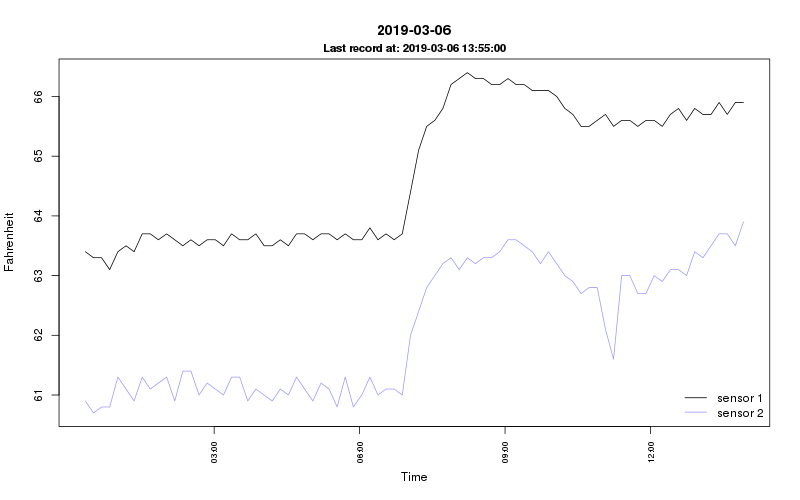 2019-03-06
Last record at: 2019-03-06 13:55:00
Fahrenheit
66
65
64
63
62
61
sensor 1
sensor 2
03:00
06:00
09:00
12:00
Time